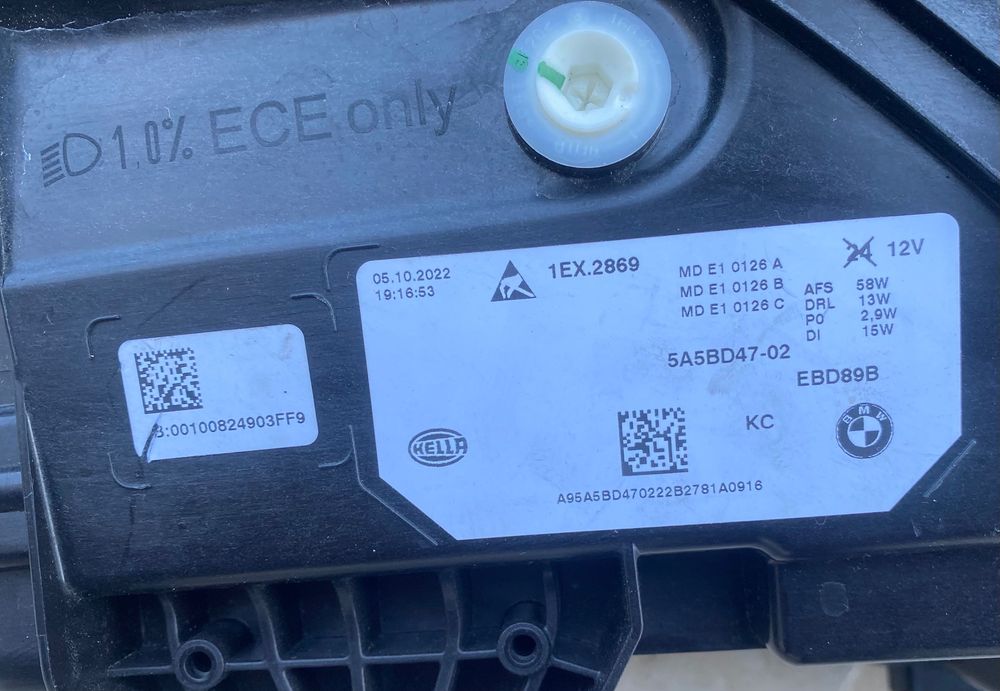 1,0% ECE only
05.10.2022
19:16:53
1EX.2869
MD E1 0126 A
MD E1 0126 B
MD E1 0126 C
24 12V
AFS 58W
DRL 13W
PO 2,9W
DI 15W
5A5BD47-02
EBD89B
KC
HELLA
BMW
A95A5BD470222B2781A0916
B:00100824903FF9